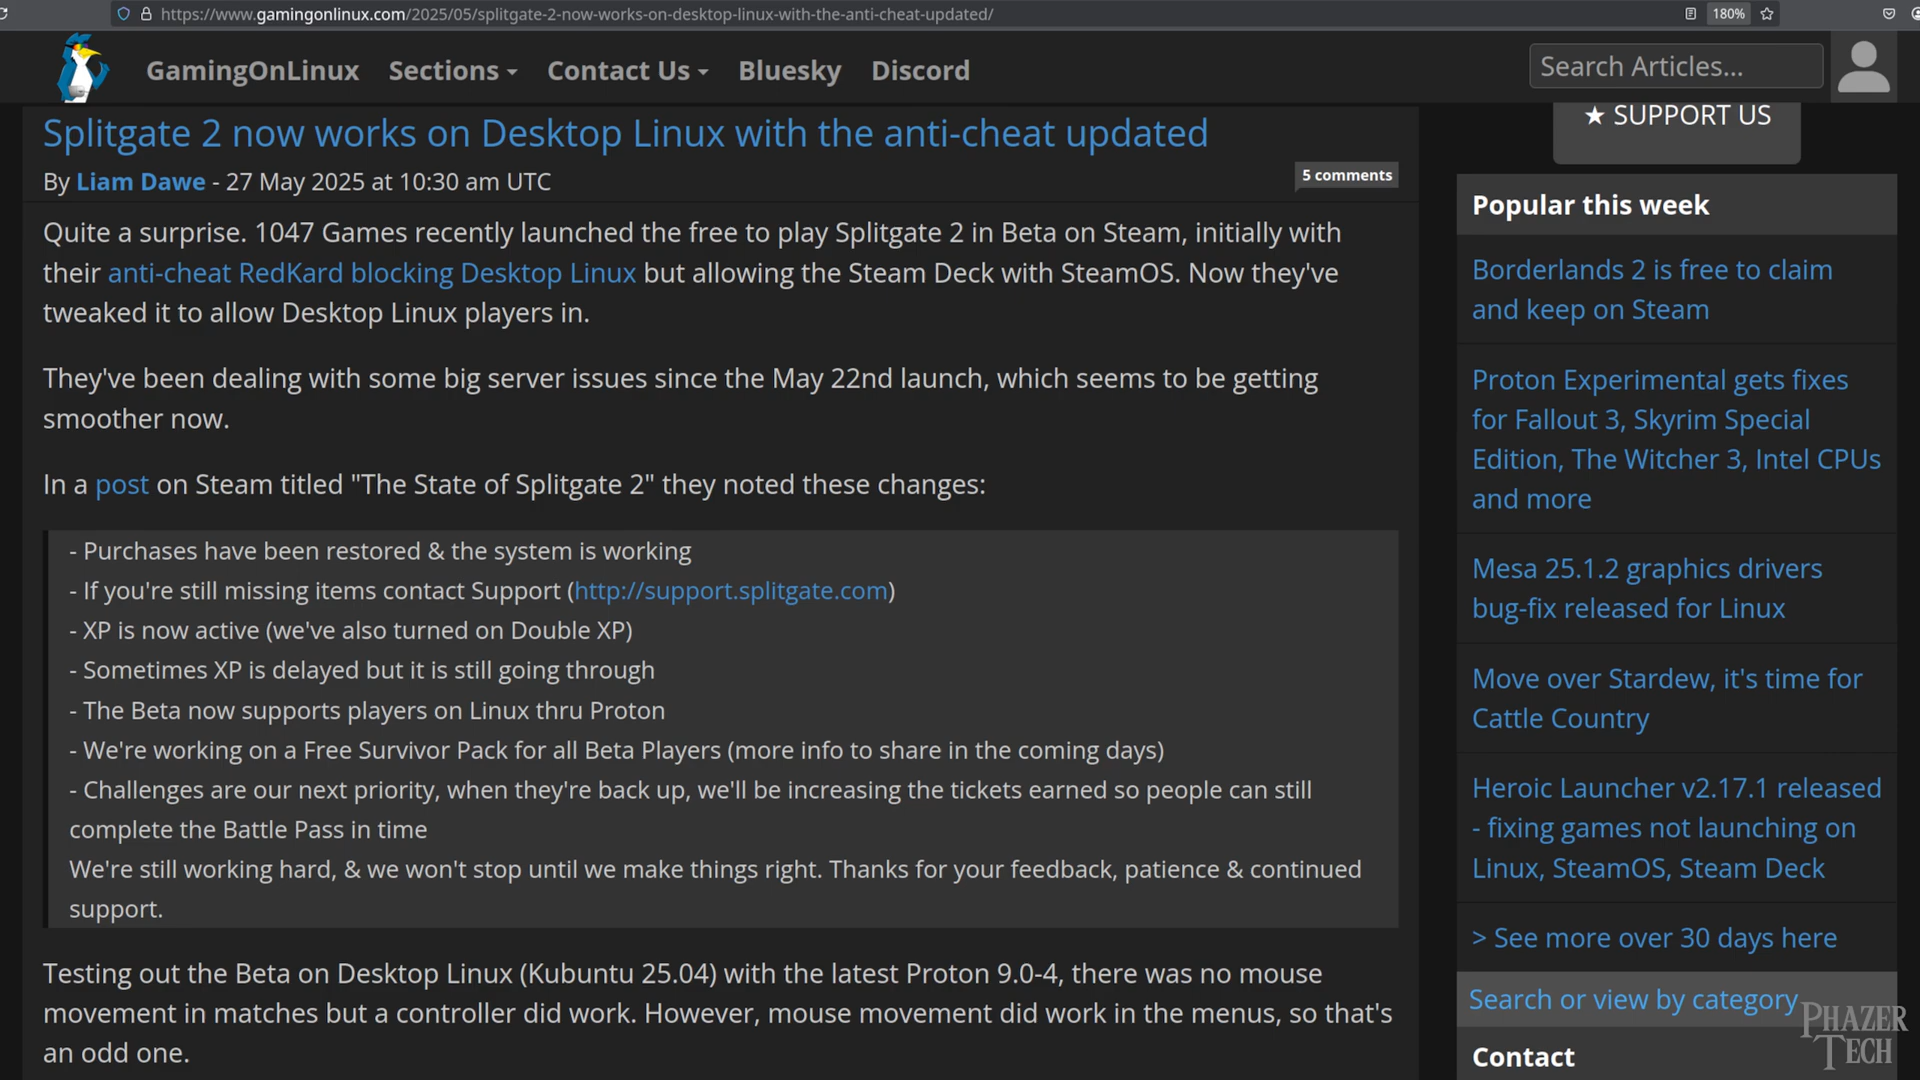 https://www.gamingonlinux.com/2025/05/splitgate-2-now-works-on-desktop-linux-with-the-anti-cheat-updated/
180%
GamingOnLinux
Sections
Contact Us
Bluesky
Discord
Search Articles...
★ SUPPORT US
Splitgate 2 now works on Desktop Linux with the anti-cheat updated
By Liam Dawe - 27 May 2025 at 10:30 am UTC
5 comments
Quite a surprise. 1047 Games recently launched the free to play Splitgate 2 in Beta on Steam, initially with
their anti-cheat RedKard blocking Desktop Linux but allowing the Steam Deck with SteamOS. Now they've
tweaked it to allow Desktop Linux players in.
They've been dealing with some big server issues since the May 22nd launch, which seems to be getting
smoother now.
In a post on Steam titled "The State of Splitgate 2" they noted these changes:
- Purchases have been restored & the system is working
- If you're still missing items contact Support (http://support.splitgate.com)
- XP is now active (we've also turned on Double XP)
- Sometimes XP is delayed but it is still going through
- The Beta now supports players on Linux thru Proton
- We're working on a Free Survivor Pack for all Beta Players (more info to share in the coming days)
- Challenges are our next priority, when they're back up, we'll be increasing the tickets earned so people can still
complete the Battle Pass in time
We're still working hard, & we won't stop until we make things right. Thanks for your feedback, patience & continued
support.
Testing out the Beta on Desktop Linux (Kubuntu 25.04) with the latest Proton 9.0-4, there was no mouse
movement in matches but a controller did work. However, mouse movement did work in the menus, so that's
an odd one.
Popular this week
Borderlands 2 is free to claim
and keep on Steam
Proton Experimental gets fixes
for Fallout 3, Skyrim Special
Edition, The Witcher 3, Intel CPUs
and more
Mesa 25.1.2 graphics drivers
bug-fix released for Linux
Move over Stardew, it's time for
Cattle Country
Heroic Launcher v2.17.1 released
- fixing games not launching on
Linux, SteamOS, Steam Deck
> See more over 30 days here
Search or view by category
Contact
PHAZER
TECH